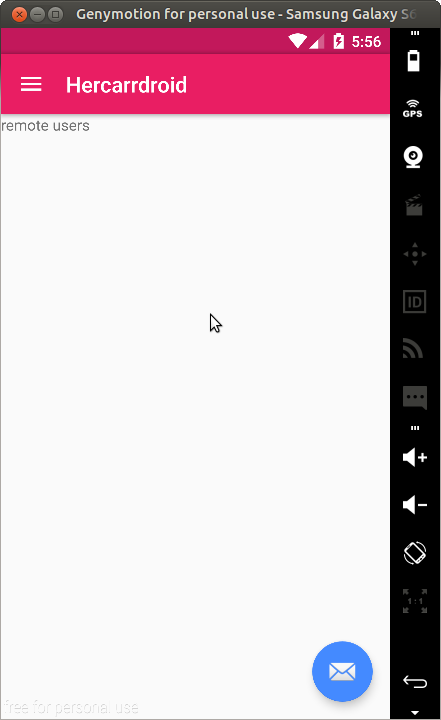 Genymotion for personal use - Samsung Galaxy S6
5:56
Hercarrdroid
GPS
remote users
ID
1:1
free for personal use